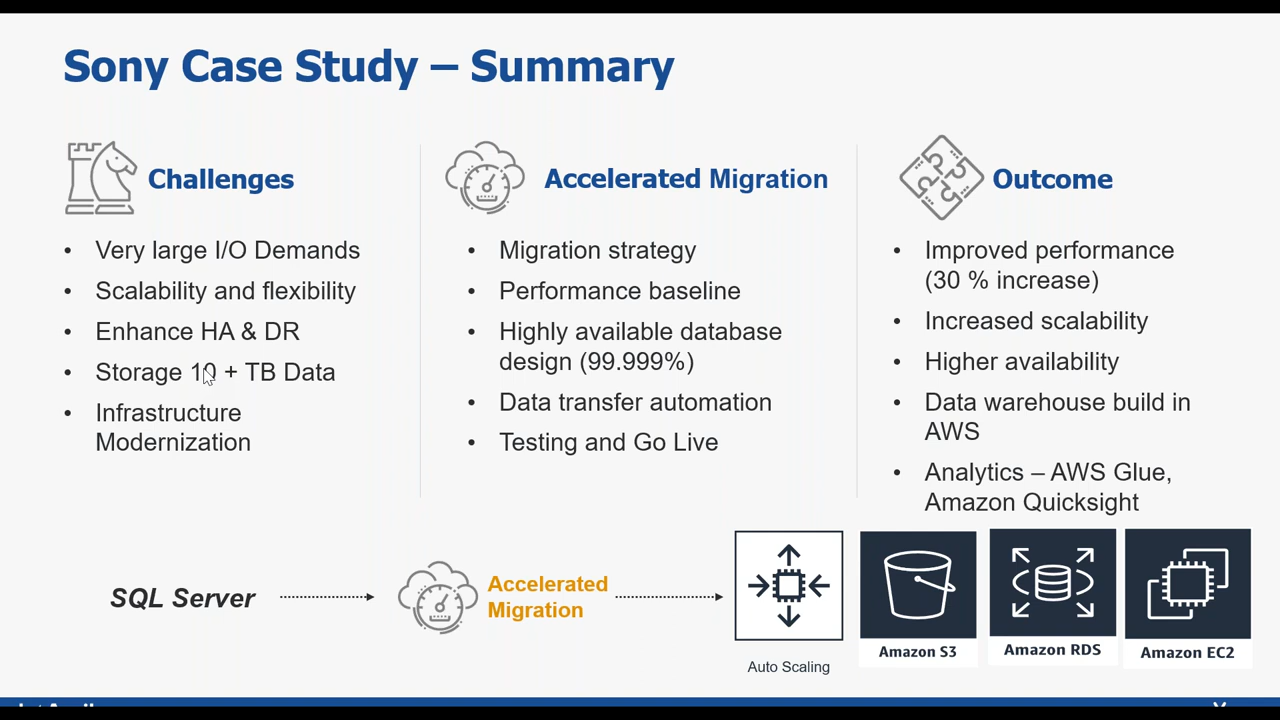 Sony Case Study – Summary
Challenges
• Very large I/O Demands
• Scalability and flexibility
• Enhance HA & DR
• Storage 10 + TB Data
• Infrastructure
Modernization
Accelerated Migration
• Migration strategy
• Performance baseline
• Highly available database
design (99.999%)
• Data transfer automation
• Testing and Go Live
Outcome
• Improved performance
(30 % increase)
• Increased scalability
• Higher availability
• Data warehouse build in
AWS
• Analytics – AWS Glue,
Amazon Quicksight
SQL Server
Accelerated
Migration
Auto Scaling
Amazon S3
Amazon RDS
Amazon EC2